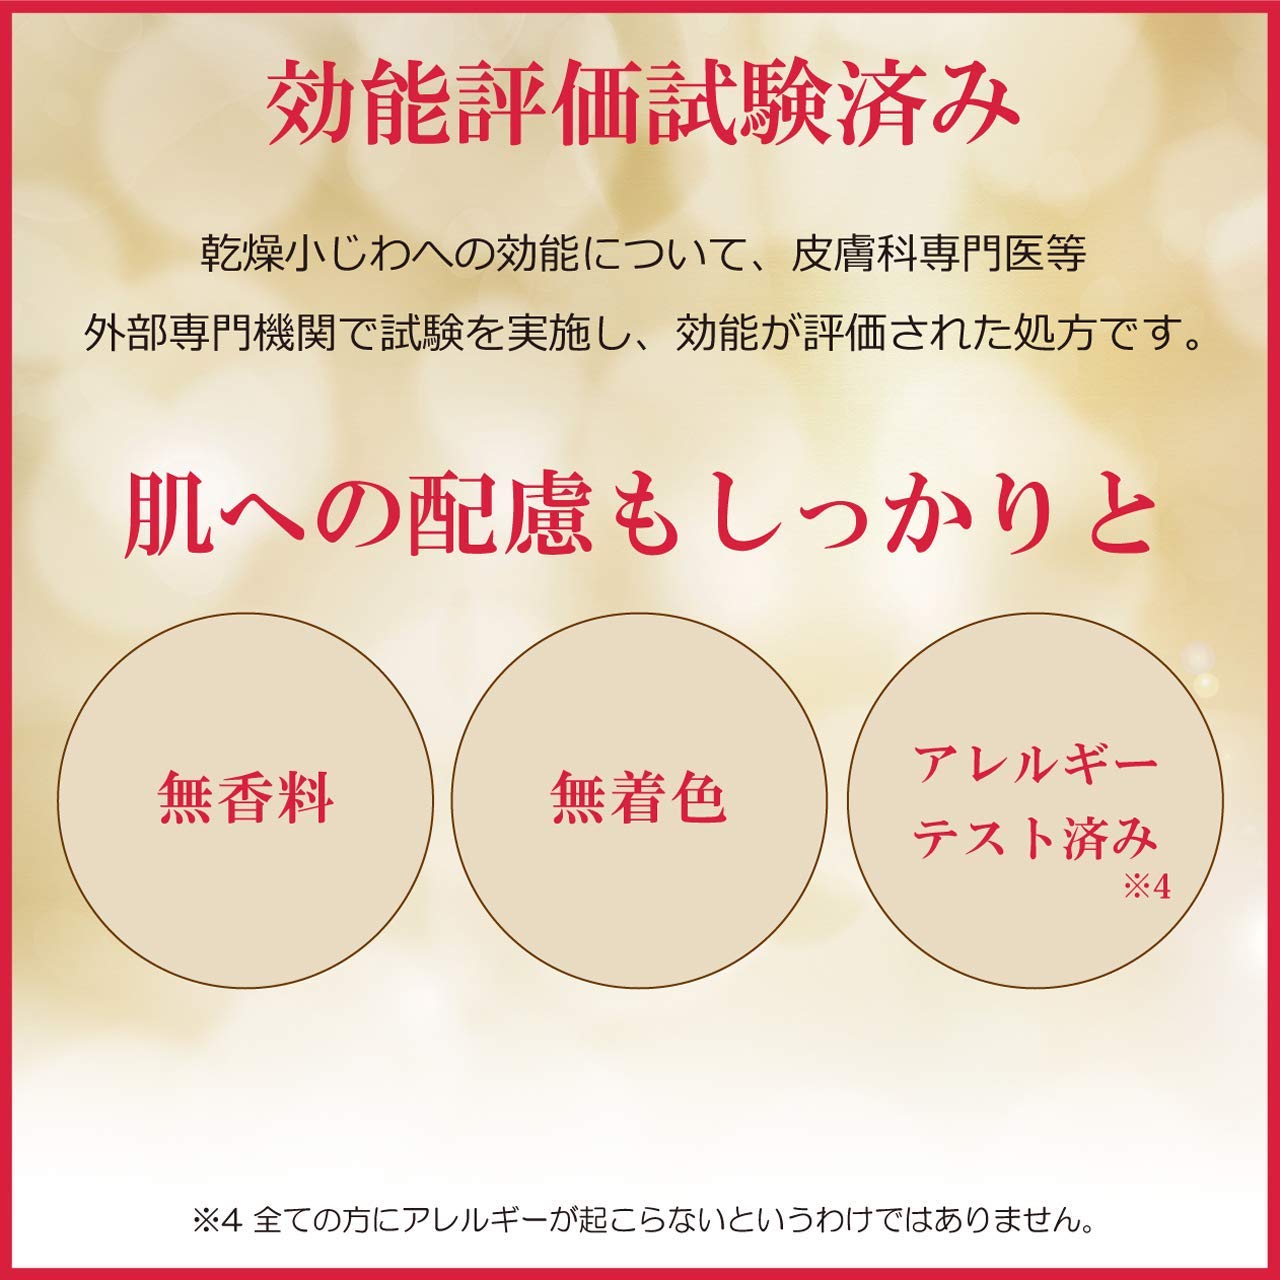 効能評価試験済み
乾燥小じわへの効能について、皮膚科専門医等
外部専門機関で試験を実施し、効能が評価された処方です。
肌への配慮もしっかりと
無香料
無着色
アレルギー
テスト済み
※4
※4 全ての方にアレルギーが起こらないというわけではありません。